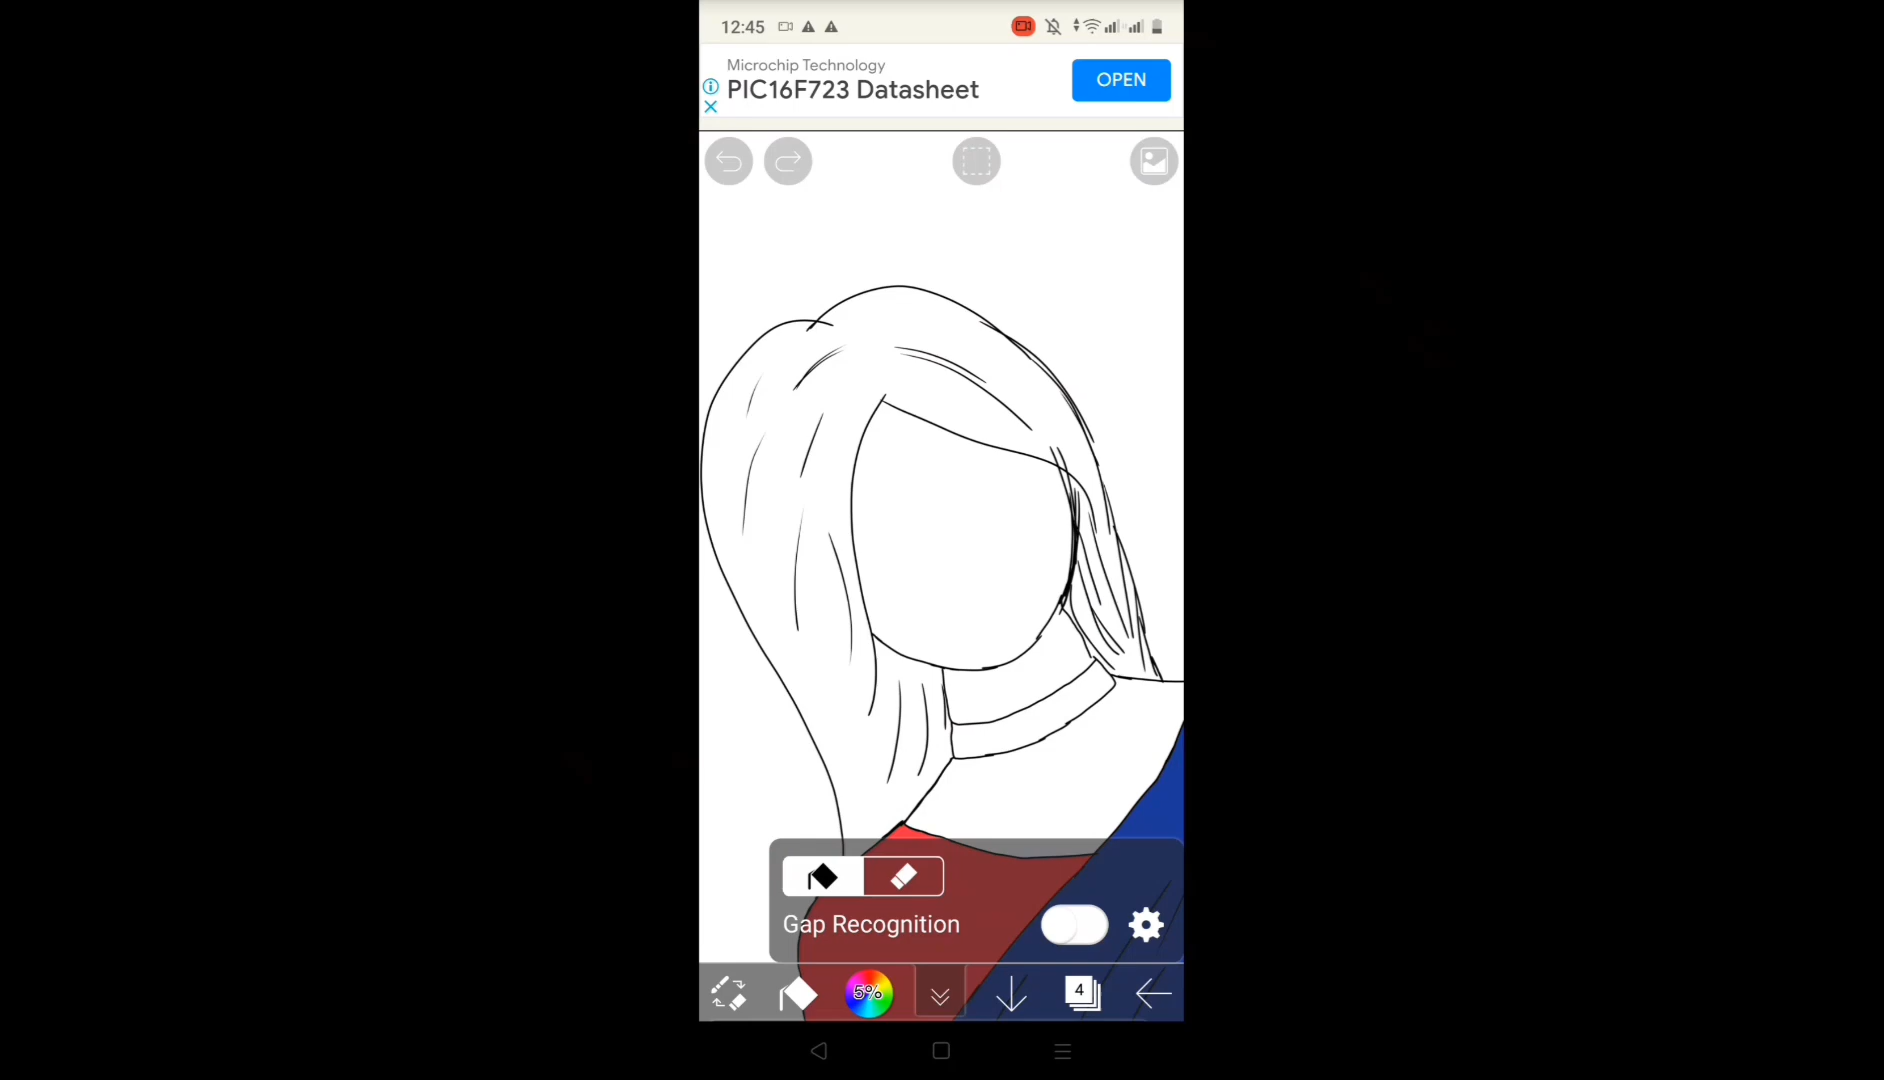 12:45
Microchip Technology
PIC16F723 Datasheet
OPEN
Gap Recognition
5%
4